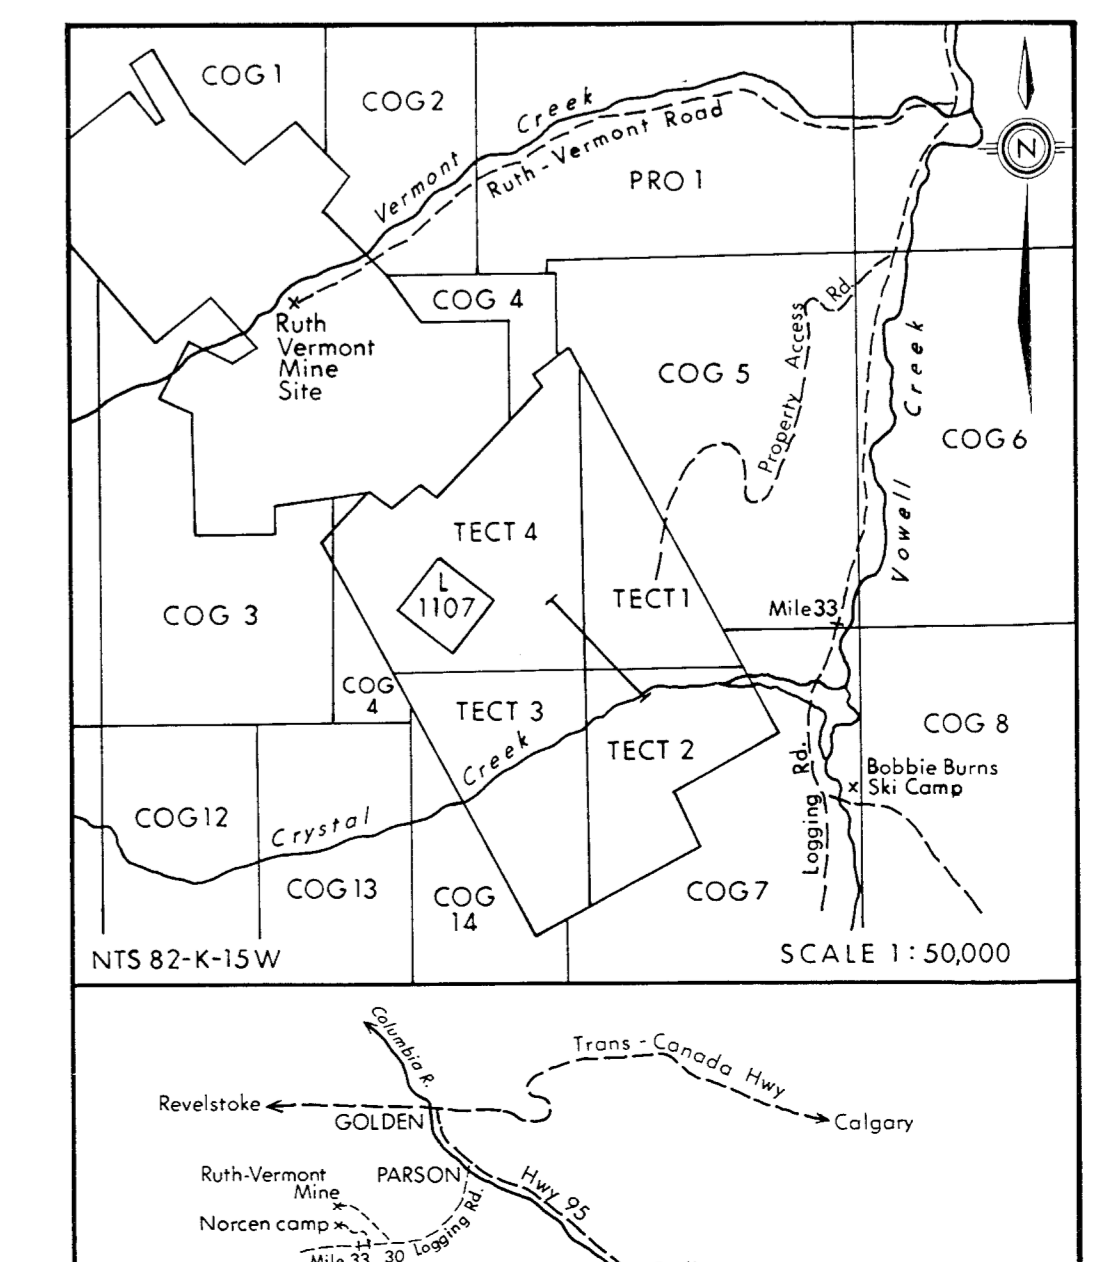 COG 1
COG 2
Vermont Creek
Ruth-Vermont Road
PRO 1
N
COG 4
Rd.
Ruth
Vermont
Mine
Site
COG 5
Property Access
Creek
COG 6
TECT 4
Vowell
L
1107
TECT 1
Mile 33
COG 3
COG
4
TECT 3
TECT 2
COG 8
Creek
Rd.
Bobbie Burns
Ski Camp
COG 12
Crystal
Logging
COG 13
COG
14
COG 7
NTS 82-K-15W
SCALE 1:50,000
Columbia R.
Trans-Canada Hwy
Revelstoke
GOLDEN
Calgary
Ruth-Vermont
Mine
PARSON
Hwy 95
Norcen camp
Logging Rd.
Mile 33 30